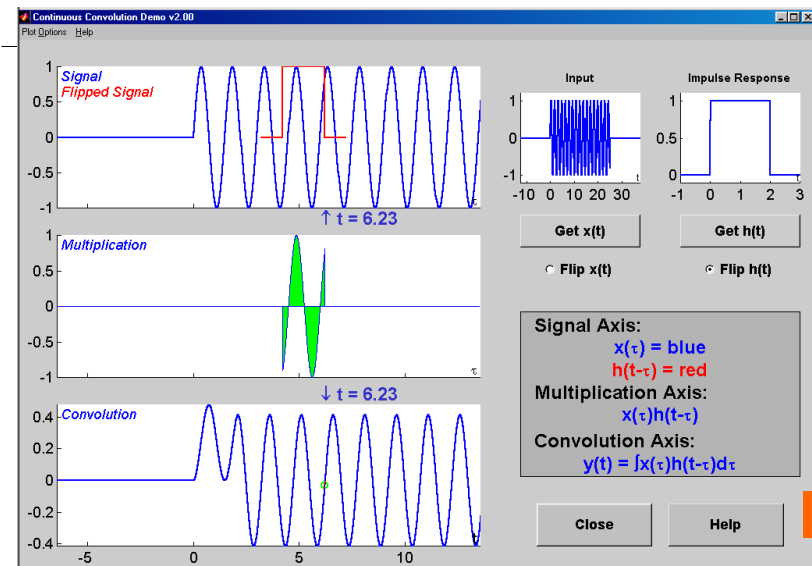 Continuous Convolution Demo v2.00
Plot Options Help
Signal
Flipped Signal
1
0.5
0
-0.5
-1
τ
↑ t = 6.23
Multiplication
1
0.5
0
-0.5
-1
τ
↓ t = 6.23
Convolution
0.4
0.2
0
-0.2
-0.4
t
-5 0 5 10
Input
1
0
-1
t
-10 0 10 20 30
Impulse Response
1
0.5
0
τ
-1 0 1 2 3
Get x(t) Get h(t)
Flip x(t) Flip h(t)
Signal Axis:
x(τ) = blue
h(t-τ) = red
Multiplication Axis:
x(τ)h(t-τ)
Convolution Axis:
y(t) = ∫x(τ)h(t-τ)dτ
Close Help